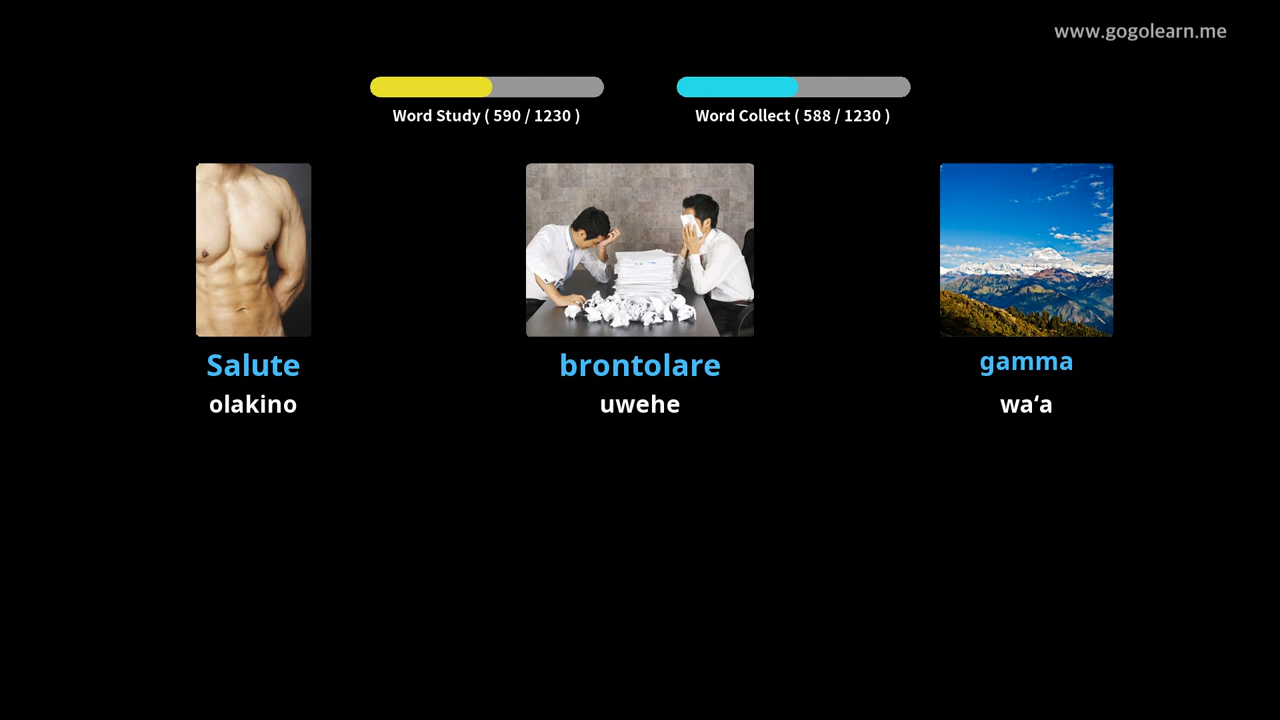 www.gogolearn.me
Word Study ( 590 / 1230 )
Word Collect ( 588 / 1230 )
Salute
brontolare
gamma
olakino
uwehe
waʻa